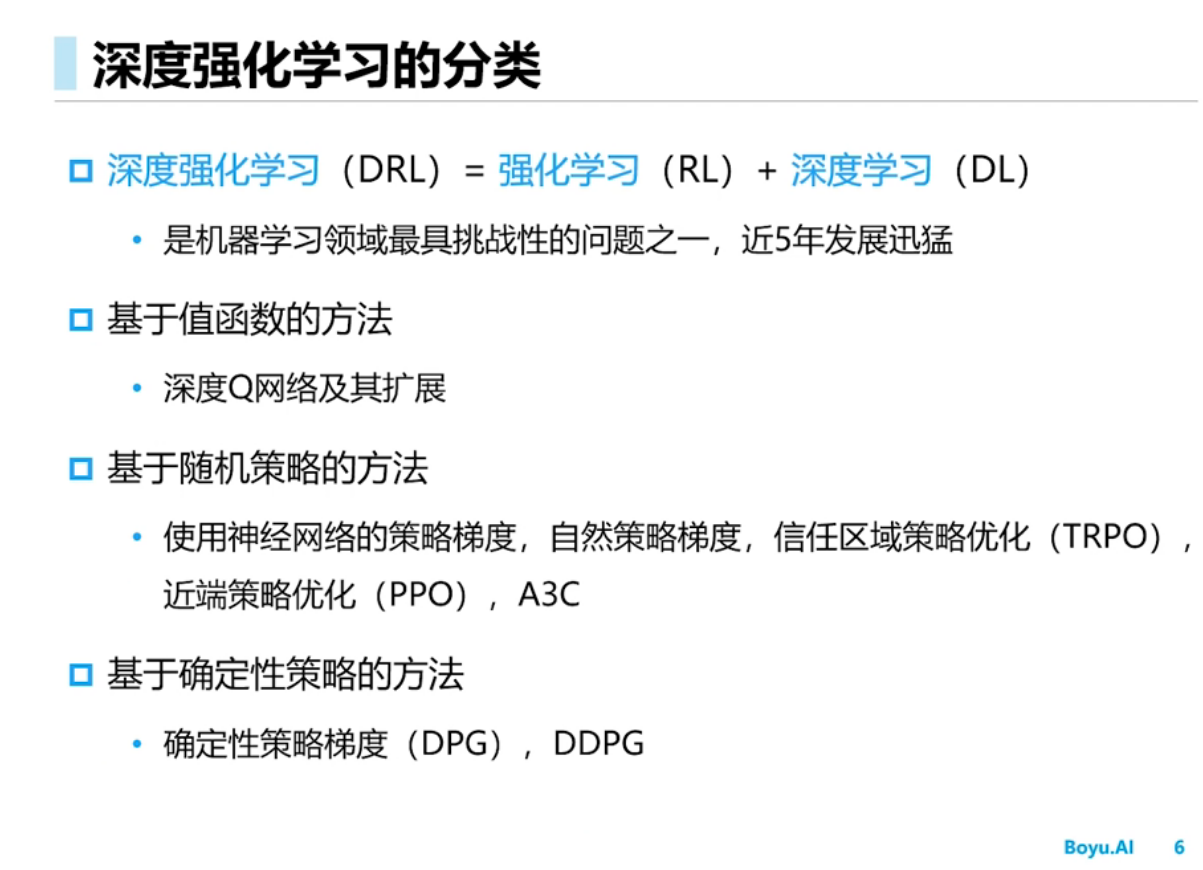 深度强化学习的分类
深度强化学习（DRL）= 强化学习（RL）+ 深度学习（DL）
• 是机器学习领域最具挑战性的问题之一，近5年发展迅猛
基于值函数的方法
• 深度Q网络及其扩展
基于随机策略的方法
• 使用神经网络的策略梯度，自然策略梯度，信任区域策略优化（TRPO），
近端策略优化（PPO），A3C
基于确定性策略的方法
• 确定性策略梯度（DPG），DDPG
Boyu.AI 6